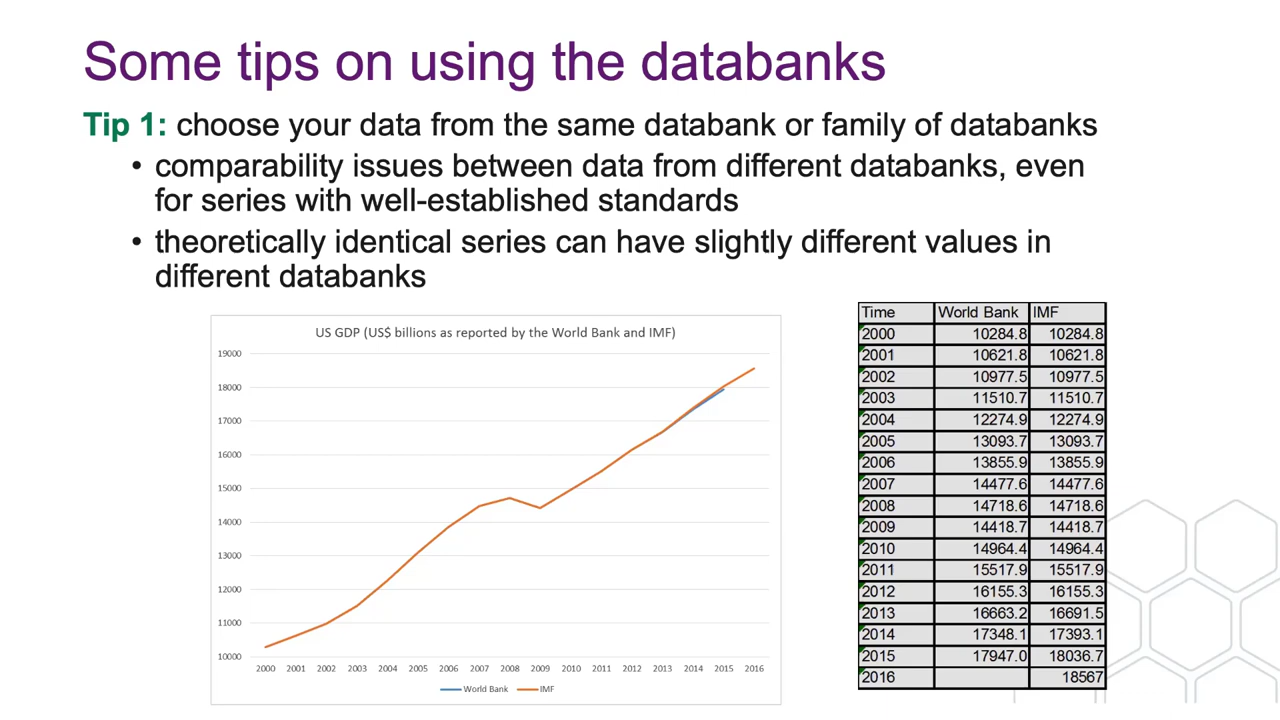 Some tips on using the databanks
Tip 1: choose your data from the same databank or family of databanks
• comparability issues between data from different databanks, even
for series with well-established standards
• theoretically identical series can have slightly different values in
different databanks
US GDP (US$ billions as reported by the World Bank and IMF)
19000
18000
17000
16000
15000
14000
13000
12000
11000
10000
2000 2001 2002 2003 2004 2005 2006 2007 2008 2009 2010 2011 2012 2013 2014 2015 2016
World Bank IMF
Time World Bank IMF
2000 10284.8 10284.8
2001 10621.8 10621.8
2002 10977.5 10977.5
2003 11510.7 11510.7
2004 12274.9 12274.9
2005 13093.7 13093.7
2006 13855.9 13855.9
2007 14477.6 14477.6
2008 14718.6 14718.6
2009 14418.7 14418.7
2010 14964.4 14964.4
2011 15517.9 15517.9
2012 16155.3 16155.3
2013 16663.2 16691.5
2014 17348.1 17393.1
2015 17947.0 18036.7
2016 18567